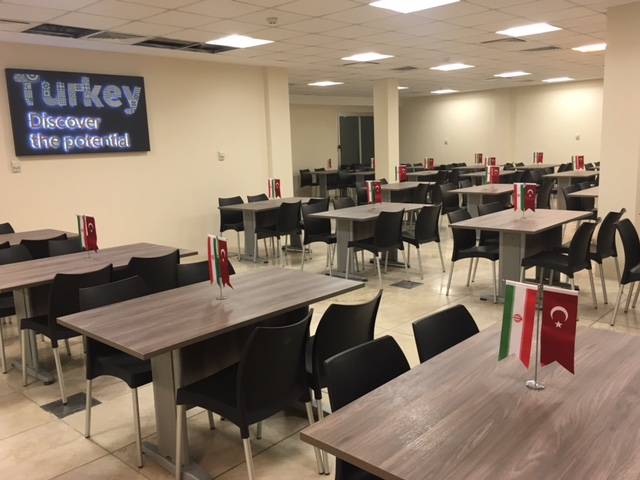 Turkey
Discover
the potential